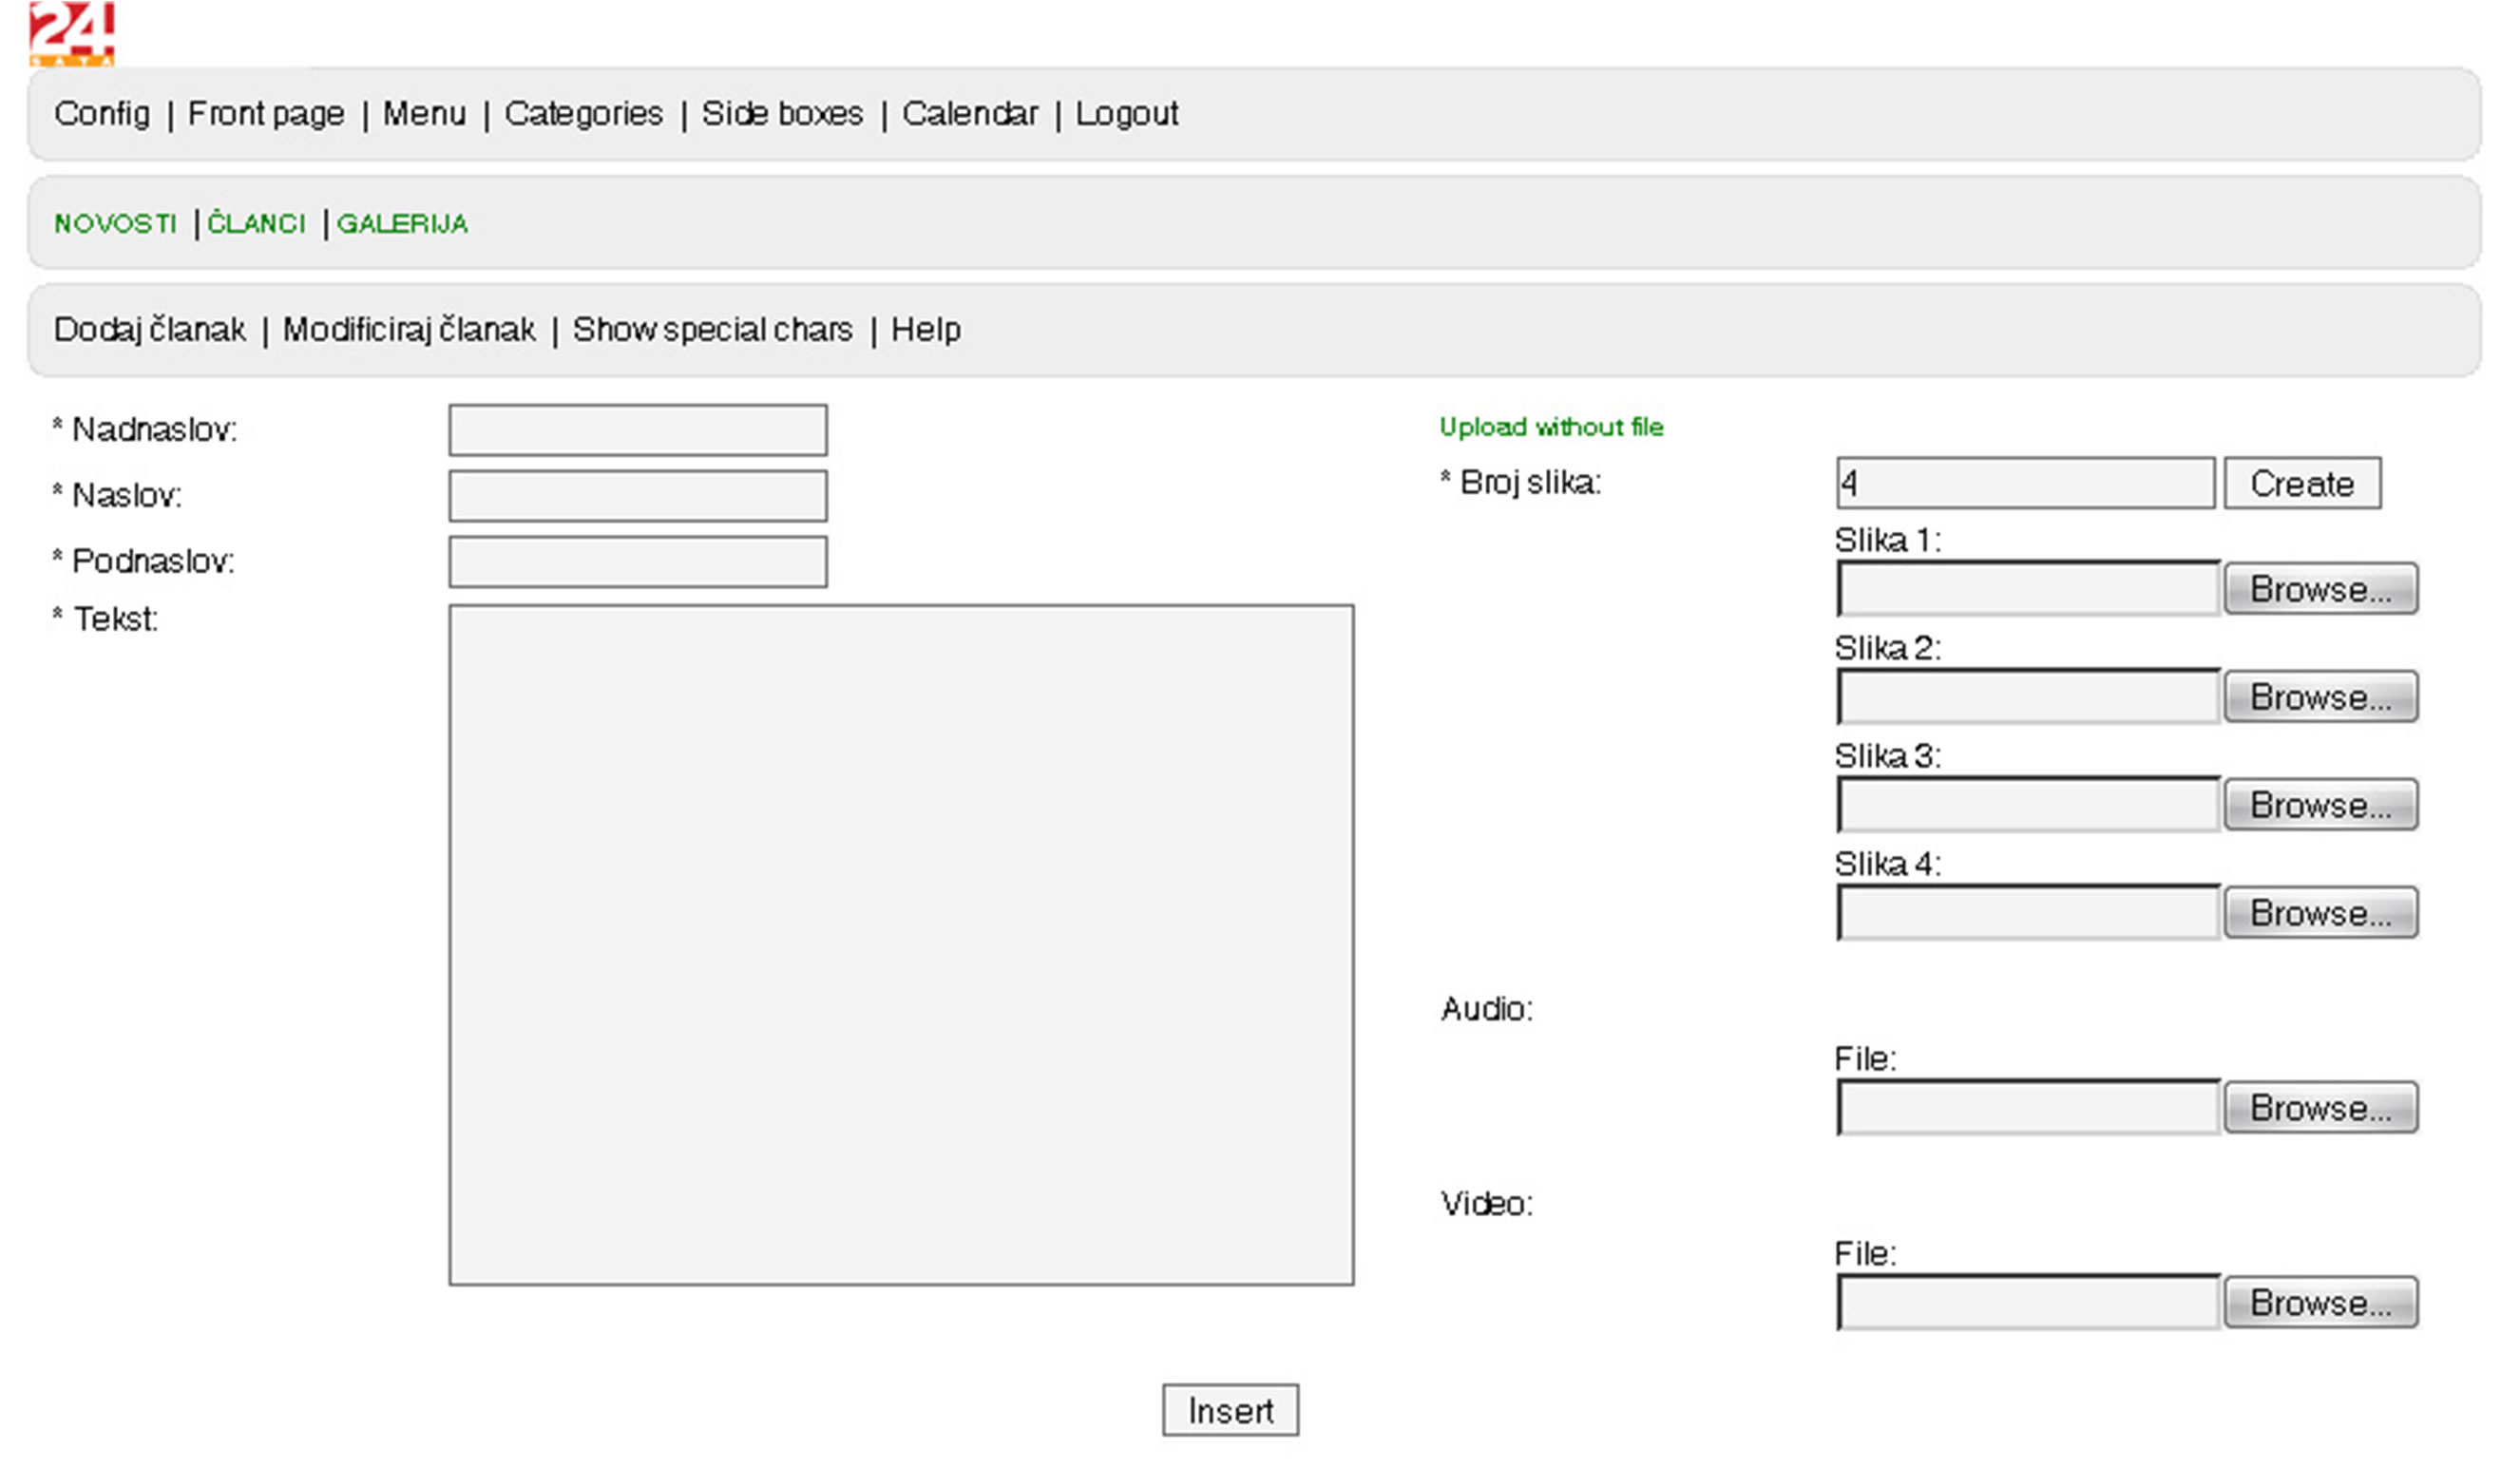 24
SATA
Config | Front page | Menu | Categories | Side boxes | Calendar | Logout
NOVOSTI | ČLANCI | GALERIJA
Dodaj članak | Modificiraj članak | Show special chars | Help
* Nadnaslov:
* Naslov:
* Podnaslov:
* Tekst:
Upload without file
* Broj slika: 4 Create
Slika 1:
Browse...
Slika 2:
Browse...
Slika 3:
Browse...
Slika 4:
Browse...
Audio:
File:
Browse...
Video:
File:
Browse...
Insert